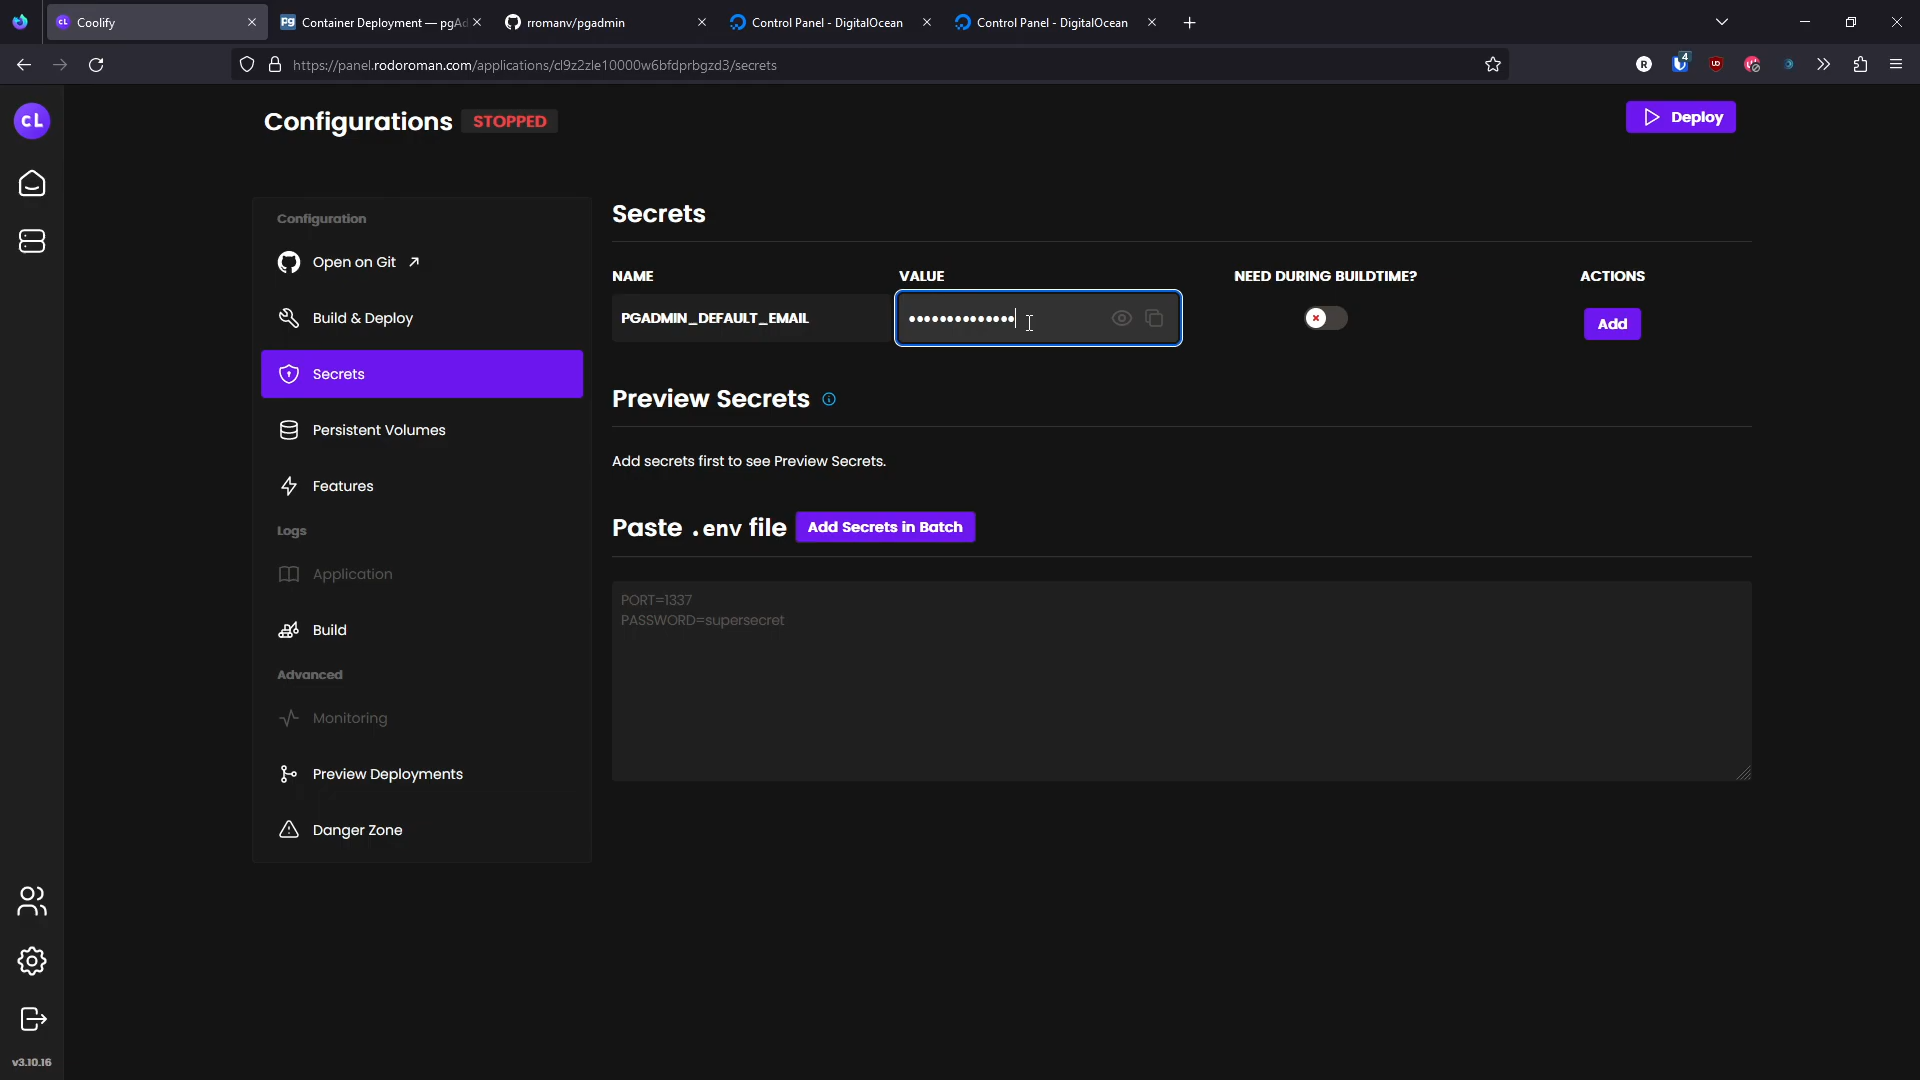 Coolify
Container Deployment — pgAd
rromanv/pgadmin
Control Panel - DigitalOcean
Control Panel - DigitalOcean
https://panel.rodoroman.com/applications/cl9z2zle10000w6bfdprbgzd3/secrets
R
4
CL
Configurations
STOPPED
Deploy
Configuration
Open on Git
Build & Deploy
Secrets
Persistent Volumes
Features
Logs
Application
Build
Advanced
Monitoring
Preview Deployments
Danger Zone
v3.10.16
Secrets
NAME VALUE NEED DURING BUILDTIME? ACTIONS
PGADMIN_DEFAULT_EMAIL •••••••••••••• Add
Preview Secrets
Add secrets first to see Preview Secrets.
Paste .env file
Add Secrets in Batch
PORT=1337
PASSWORD=supersecret